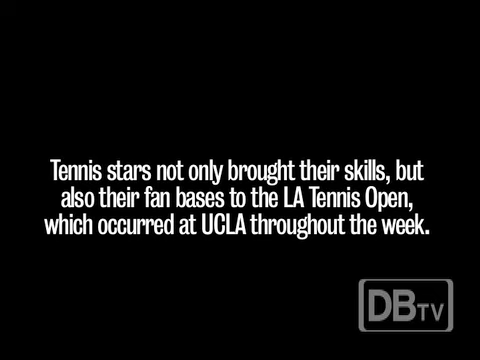 Tennis stars not only brought their skills, but
also their fan bases to the LA Tennis Open,
which occurred at UCLA throughout the week.
DBTV